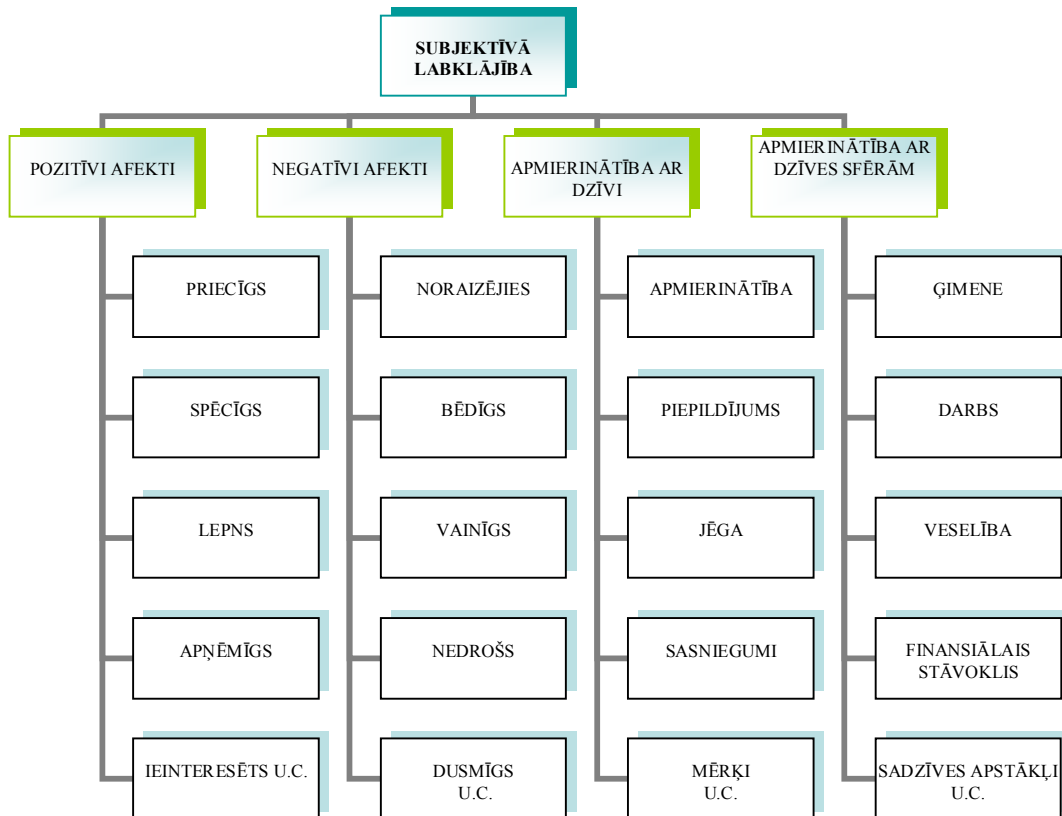 SUBJEKTĪVĀ
LABKLĀJĪBA
POZITĪVI AFEKTI
NEGATĪVI AFEKTI
APMIERINĀTĪBA AR
DZĪVI
APMIERINĀTĪBA AR
DZĪVES SFĒRĀM
PRIECĪGS
NORAIZĒJIES
APMIERINĀTĪBA
ĢIMENE
SPĒCĪGS
BĒDĪGS
PIEPILDĪJUMS
DARBS
LEPNS
VAINĪGS
JĒGA
VESELĪBA
APŅĒMĪGS
NEDROŠS
SASNIEGUMI
FINANSIĀLAIS
STĀVOKLIS
IEINTERESĒTS U.C.
DUSMĪGS
U.C.
MĒRĶI
U.C.
SADZĪVES APSTĀKĻI
U.C.